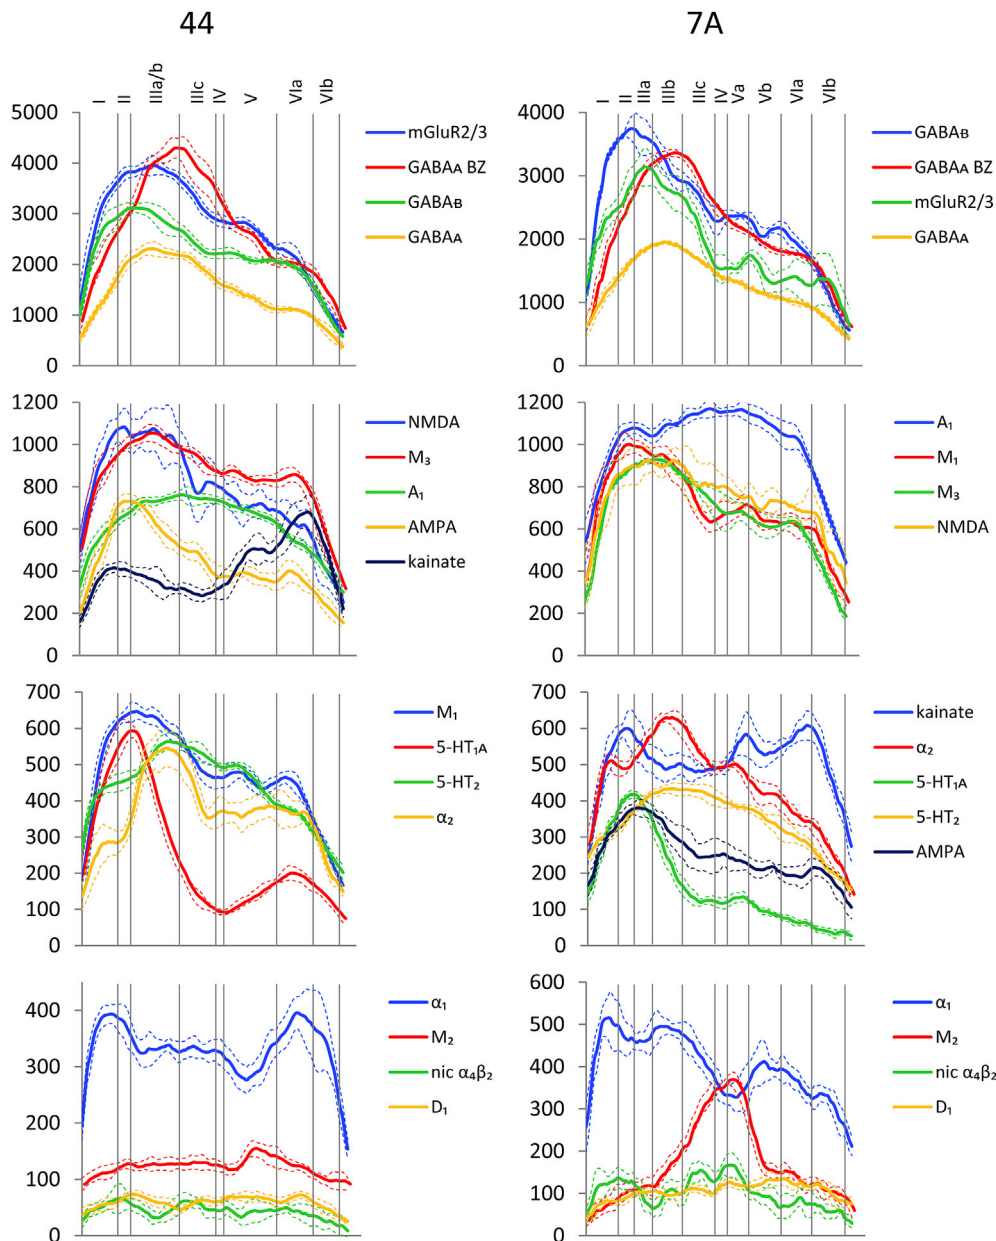 44
7A
I II IIIa/b IIIc IV V VIa VIb
I II IIIa IIIb IIIc IV Va Vb VIa VIb
5000
4000
3000
2000
1000
0
mGluR2/3
GABAA BZ
GABAB
GABAA
4000
3000
2000
1000
0
GABAB
GABAA BZ
mGluR2/3
GABAA
1200
1000
800
600
400
200
0
NMDA
M₃
A₁
AMPA
kainate
1200
1000
800
600
400
200
0
A₁
M₁
M₃
NMDA
700
600
500
400
300
200
100
0
M₁
5-HT₁A
5-HT₂
α₂
700
600
500
400
300
200
100
0
kainate
α₂
5-HT₁A
5-HT₂
AMPA
400
300
200
100
0
α₁
M₂
nic α₄β₂
D₁
600
500
400
300
200
100
0
α₁
M₂
nic α₄β₂
D₁